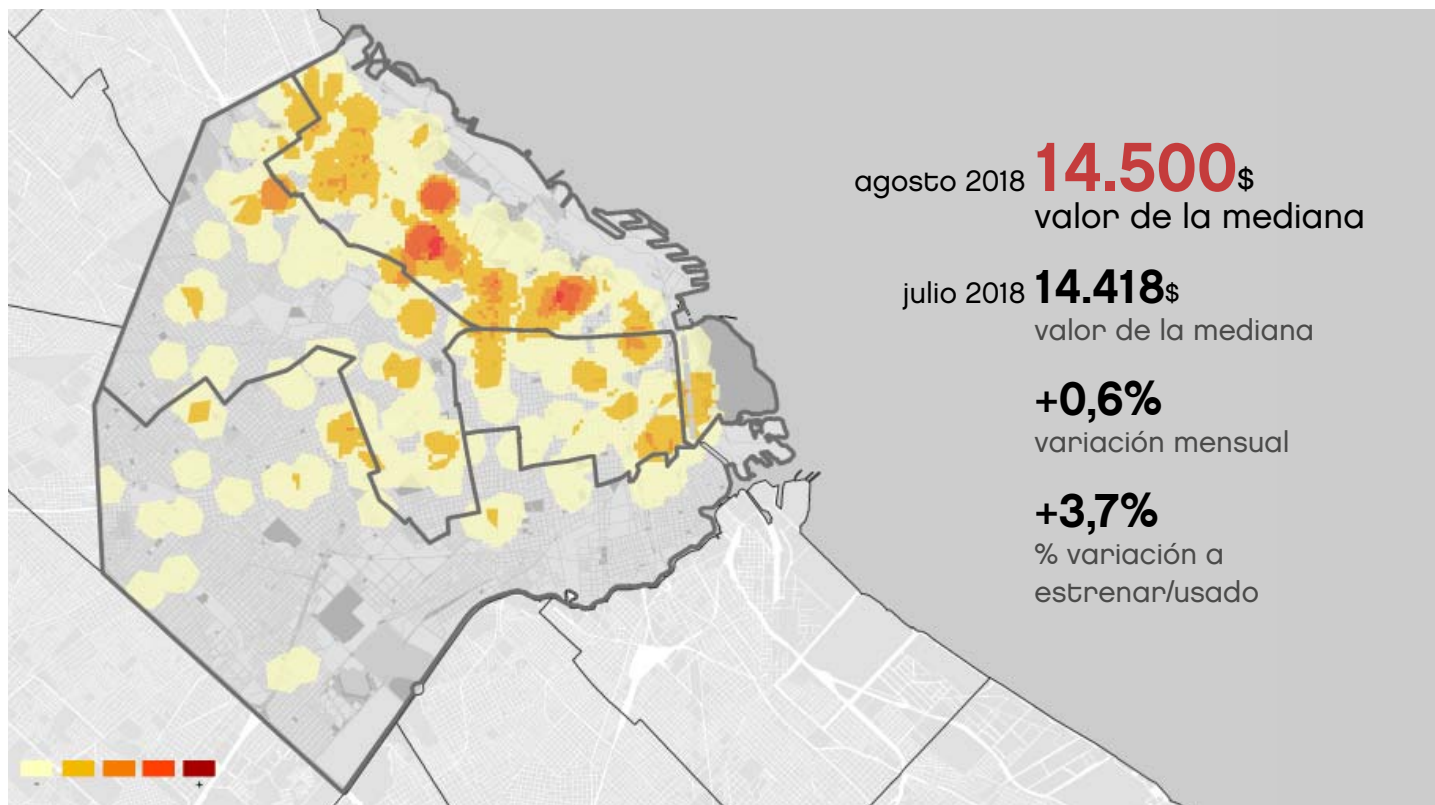 agosto 2018 14.500$
valor de la mediana
julio 2018 14.418$
valor de la mediana
+0,6%
variación mensual
+3,7%
% variación a
estrenar/usado
- +